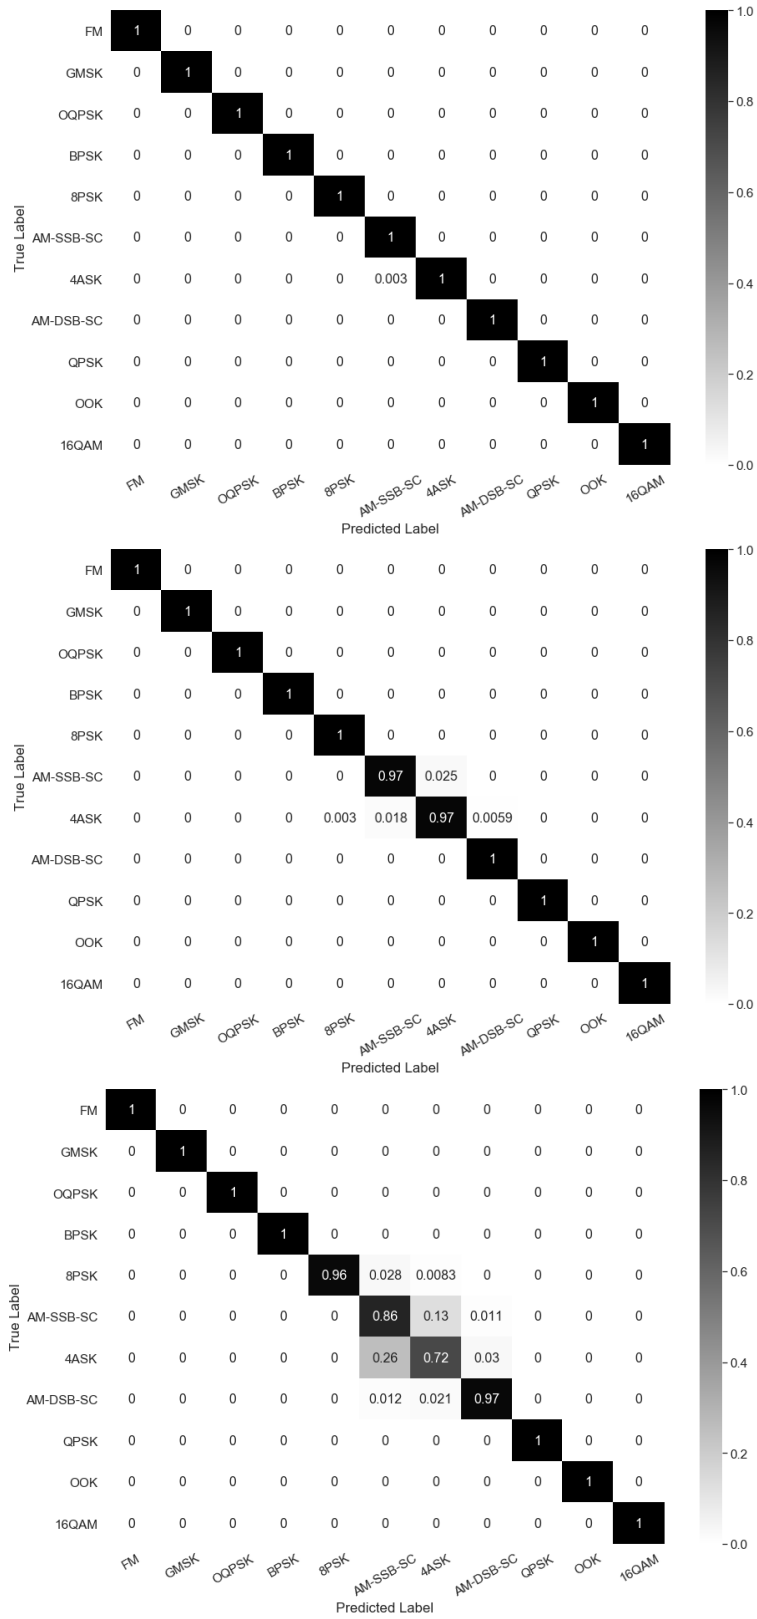 FM 1 0 0 0 0 0 0 0 0 0 0
GMSK 0 1 0 0 0 0 0 0 0 0 0
OQPSK 0 0 1 0 0 0 0 0 0 0 0
BPSK 0 0 0 1 0 0 0 0 0 0 0
8PSK 0 0 0 0 1 0 0 0 0 0 0
AM-SSB-SC 0 0 0 0 0 1 0 0 0 0 0
4ASK 0 0 0 0 0 0.003 1 0 0 0 0
AM-DSB-SC 0 0 0 0 0 0 0 1 0 0 0
QPSK 0 0 0 0 0 0 0 0 1 0 0
OOK 0 0 0 0 0 0 0 0 0 1 0
16QAM 0 0 0 0 0 0 0 0 0 0 1
True Label
FM GMSK OQPSK BPSK 8PSK AM-SSB-SC 4ASK AM-DSB-SC QPSK OOK 16QAM
Predicted Label
1.0
0.8
0.6
0.4
0.2
0.0
FM 1 0 0 0 0 0 0 0 0 0 0
GMSK 0 1 0 0 0 0 0 0 0 0 0
OQPSK 0 0 1 0 0 0 0 0 0 0 0
BPSK 0 0 0 1 0 0 0 0 0 0 0
8PSK 0 0 0 0 1 0 0 0 0 0 0
AM-SSB-SC 0 0 0 0 0 0.97 0.025 0 0 0 0
4ASK 0 0 0 0 0.003 0.018 0.97 0.0059 0 0 0
AM-DSB-SC 0 0 0 0 0 0 0 1 0 0 0
QPSK 0 0 0 0 0 0 0 0 1 0 0
OOK 0 0 0 0 0 0 0 0 0 1 0
16QAM 0 0 0 0 0 0 0 0 0 0 1
True Label
FM GMSK OQPSK BPSK 8PSK AM-SSB-SC 4ASK AM-DSB-SC QPSK OOK 16QAM
Predicted Label
1.0
0.8
0.6
0.4
0.2
0.0
FM 1 0 0 0 0 0 0 0 0 0 0
GMSK 0 1 0 0 0 0 0 0 0 0 0
OQPSK 0 0 1 0 0 0 0 0 0 0 0
BPSK 0 0 0 1 0 0 0 0 0 0 0
8PSK 0 0 0 0 0.96 0.028 0.0083 0 0 0 0
AM-SSB-SC 0 0 0 0 0 0.86 0.13 0.011 0 0 0
4ASK 0 0 0 0 0 0.26 0.72 0.03 0 0 0
AM-DSB-SC 0 0 0 0 0 0.012 0.021 0.97 0 0 0
QPSK 0 0 0 0 0 0 0 0 1 0 0
OOK 0 0 0 0 0 0 0 0 0 1 0
16QAM 0 0 0 0 0 0 0 0 0 0 1
True Label
FM GMSK OQPSK BPSK 8PSK AM-SSB-SC 4ASK AM-DSB-SC QPSK OOK 16QAM
Predicted Label
1.0
0.8
0.6
0.4
0.2
0.0